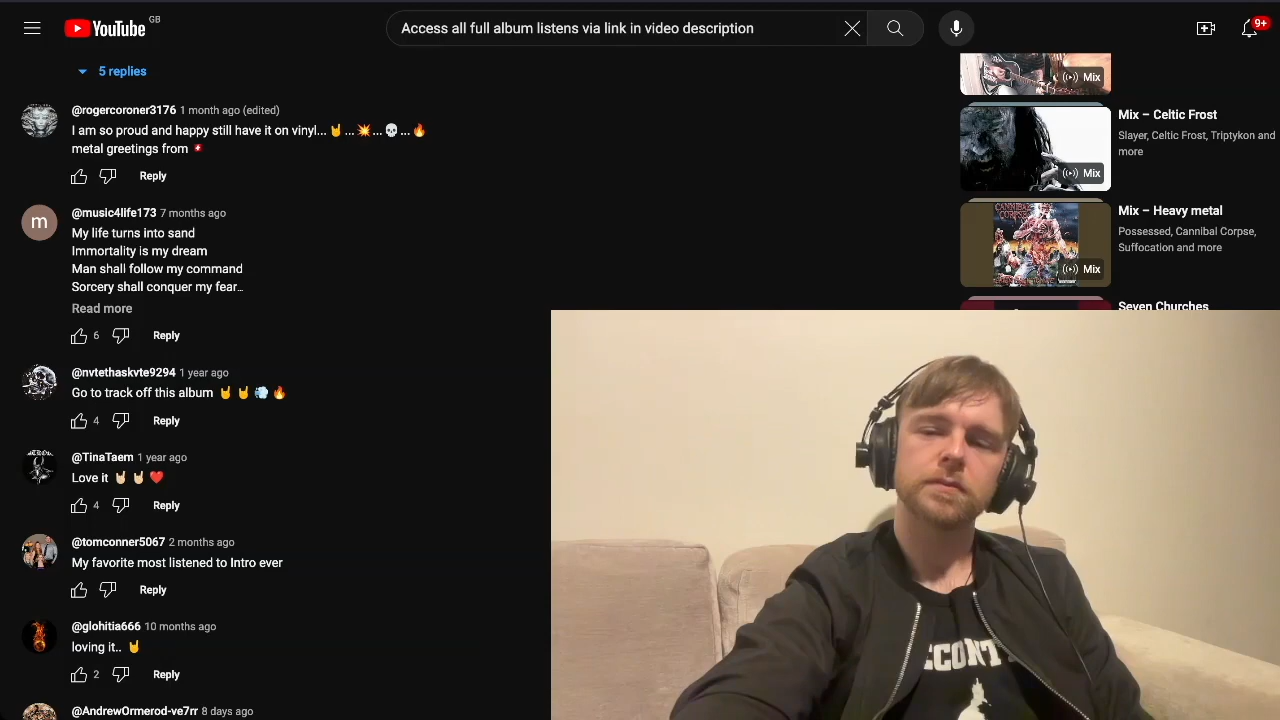 YouTube GB
Access all full album listens via link in video description
9+
5 replies
@rogercoroner3176 1 month ago (edited)
I am so proud and happy still have it on vinyl... 🤘 ... 💥 ... 💀 ... 🔥
metal greetings from 🇨🇭
Reply
m
@music4life173 7 months ago
My life turns into sand
Immortality is my dream
Man shall follow my command
Sorcery shall conquer my fear…
Read more
6 Reply
@nvtethaskvte9294 1 year ago
Go to track off this album 🤘 🤘 💨 🔥
4 Reply
@TinaTaem 1 year ago
Love it 🤘🏻 🤘🏻 ❤️
4 Reply
@tomconner5067 2 months ago
My favorite most listened to Intro ever
Reply
@glohitia666 10 months ago
loving it.. 🤘
2 Reply
@AndrewOrmerod-ve7rr 8 days ago
Mix
Mix – Celtic Frost
Slayer, Celtic Frost, Triptykon and
more
Mix
Mix – Heavy metal
Possessed, Cannibal Corpse,
Suffocation and more
CANNIBAL
CORPSE
Mix
Seven Churches